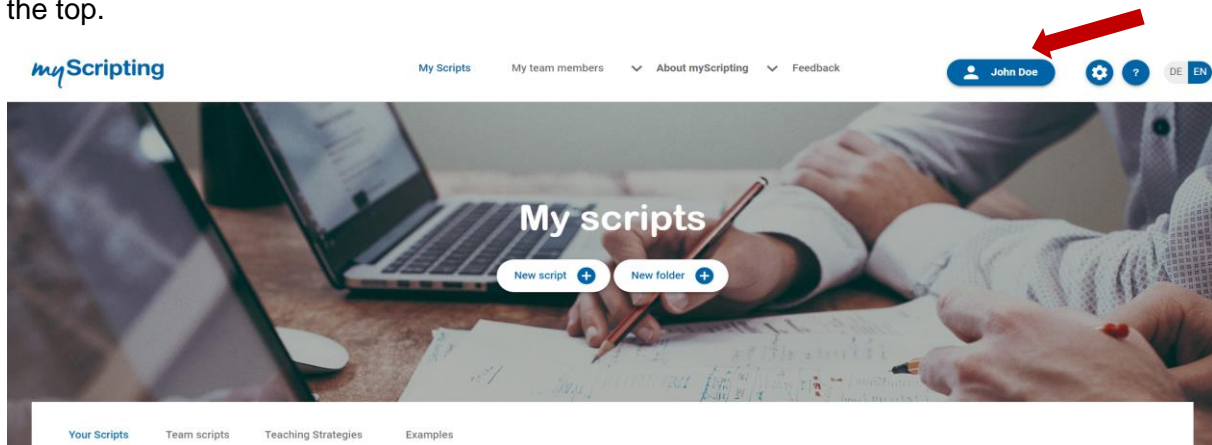 the top.
myScripting
My Scripts My team members About myScripting Feedback
John Doe
? DE EN
My scripts
New script + New folder +
Your Scripts Team scripts Teaching Strategies Examples